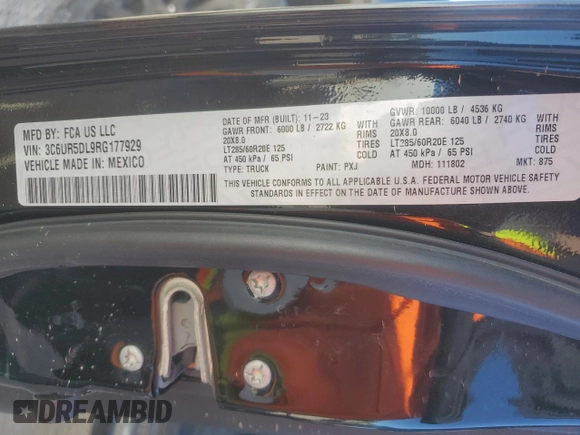 MFD BY: FCA US LLC
VIN: 3C6UR5DL9RG177929
VEHICLE MADE IN: MEXICO
DATE OF MFR (BUILT): 11-23
GAWR FRONT: 6000 LB / 2722 KG
20X8.0 RIMS
LT285/60R20E 125 TIRES
AT 450 kPa / 65 PSI COLD
TYPE: TRUCK PAINT: PXJ
GVWR: 10000 LB / 4536 KG
GAWR REAR: 6040 LB / 2740 KG
20X8.0 RIMS
LT285/60R20E 125 TIRES
AT 450 kPa / 65 PSI COLD
MDH: 111802 MKT: 875
THIS VEHICLE CONFORMS TO ALL APPLICABLE U.S.A. FEDERAL MOTOR VEHICLE SAFETY
STANDARDS IN EFFECT ON THE DATE OF MANUFACTURE SHOWN ABOVE
DREAMBID